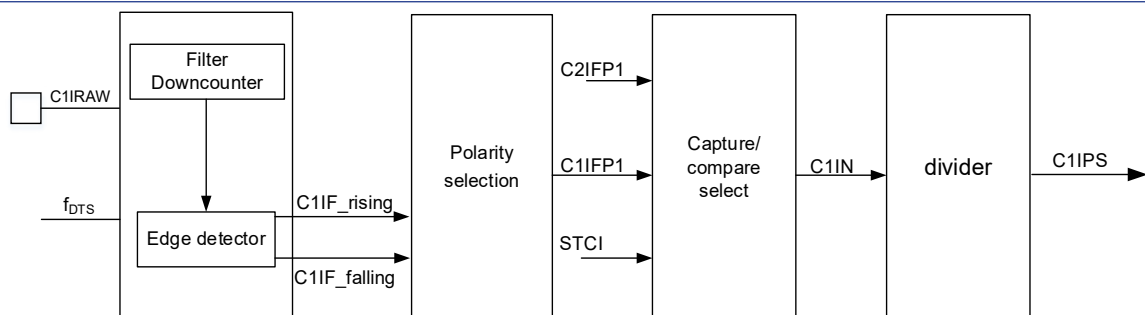 Filter
Downcounter
C1IRAW
fDTS
Edge detector
C1IF_rising
C1IF_falling
Polarity
selection
C2IFP1
C1IFP1
STCI
Capture/
compare
select
C1IN
divider
C1IPS